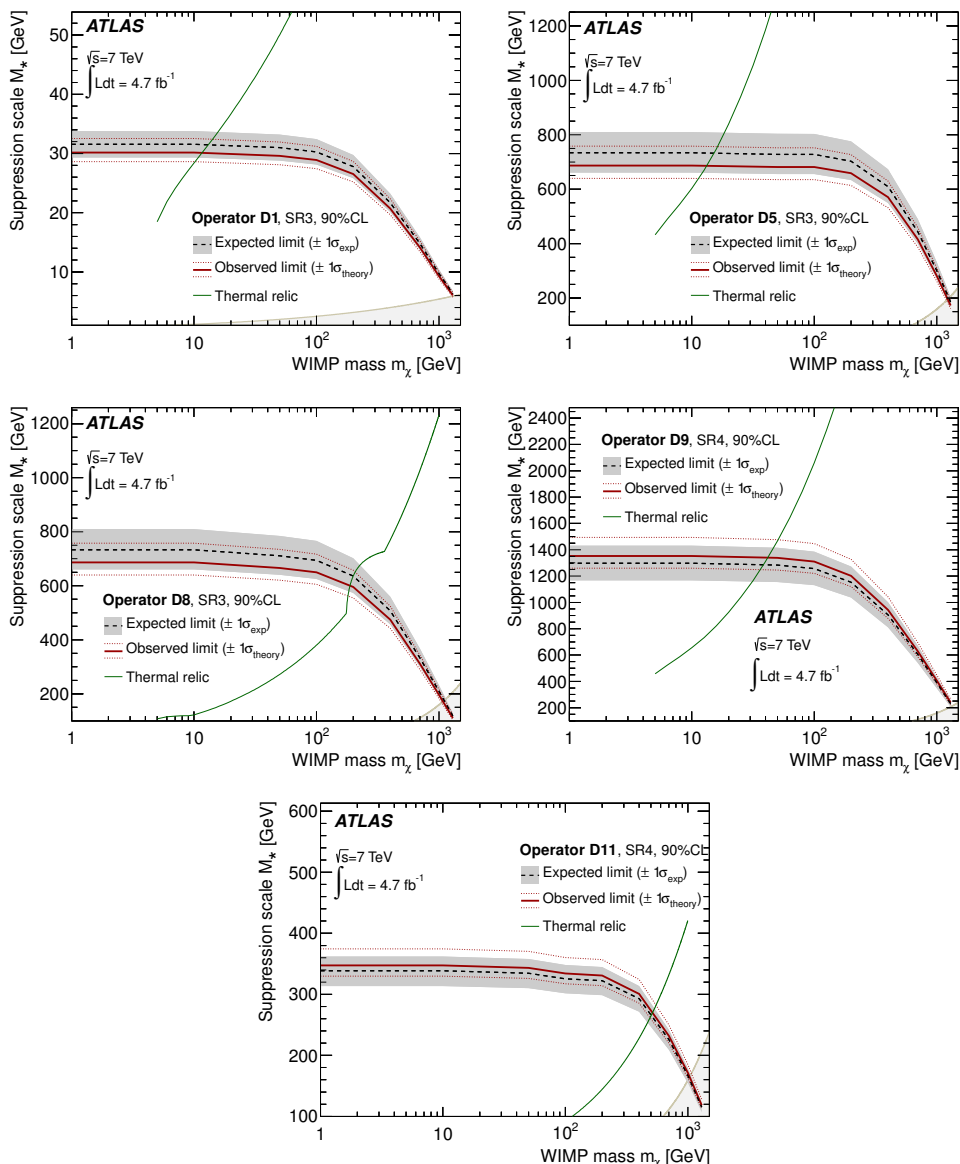 ATLAS
√s=7 TeV
∫Ldt = 4.7 fb⁻¹
Operator D1, SR3, 90%CL
Expected limit (± 1σexp)
Observed limit (± 1σtheory)
Thermal relic
Suppression scale M★ [GeV]
50
40
30
20
10
1
10
10²
10³
WIMP mass mχ [GeV]
ATLAS
√s=7 TeV
∫Ldt = 4.7 fb⁻¹
Operator D5, SR3, 90%CL
Expected limit (± 1σexp)
Observed limit (± 1σtheory)
Thermal relic
Suppression scale M★ [GeV]
1200
1000
800
600
400
200
1
10
10²
10³
WIMP mass mχ [GeV]
ATLAS
√s=7 TeV
∫Ldt = 4.7 fb⁻¹
Operator D8, SR3, 90%CL
Expected limit (± 1σexp)
Observed limit (± 1σtheory)
Thermal relic
Suppression scale M★ [GeV]
1200
1000
800
600
400
200
1
10
10²
10³
WIMP mass mχ [GeV]
Operator D9, SR4, 90%CL
Expected limit (± 1σexp)
Observed limit (± 1σtheory)
Thermal relic
ATLAS
√s=7 TeV
∫Ldt = 4.7 fb⁻¹
Suppression scale M★ [GeV]
2400
2200
2000
1800
1600
1400
1200
1000
800
600
400
200
1
10
10²
10³
WIMP mass mχ [GeV]
ATLAS
√s=7 TeV
∫Ldt = 4.7 fb⁻¹
Operator D11, SR4, 90%CL
Expected limit (± 1σexp)
Observed limit (± 1σtheory)
Thermal relic
Suppression scale M★ [GeV]
600
500
400
300
200
100
1
10
10²
10³
WIMP mass mχ [GeV]